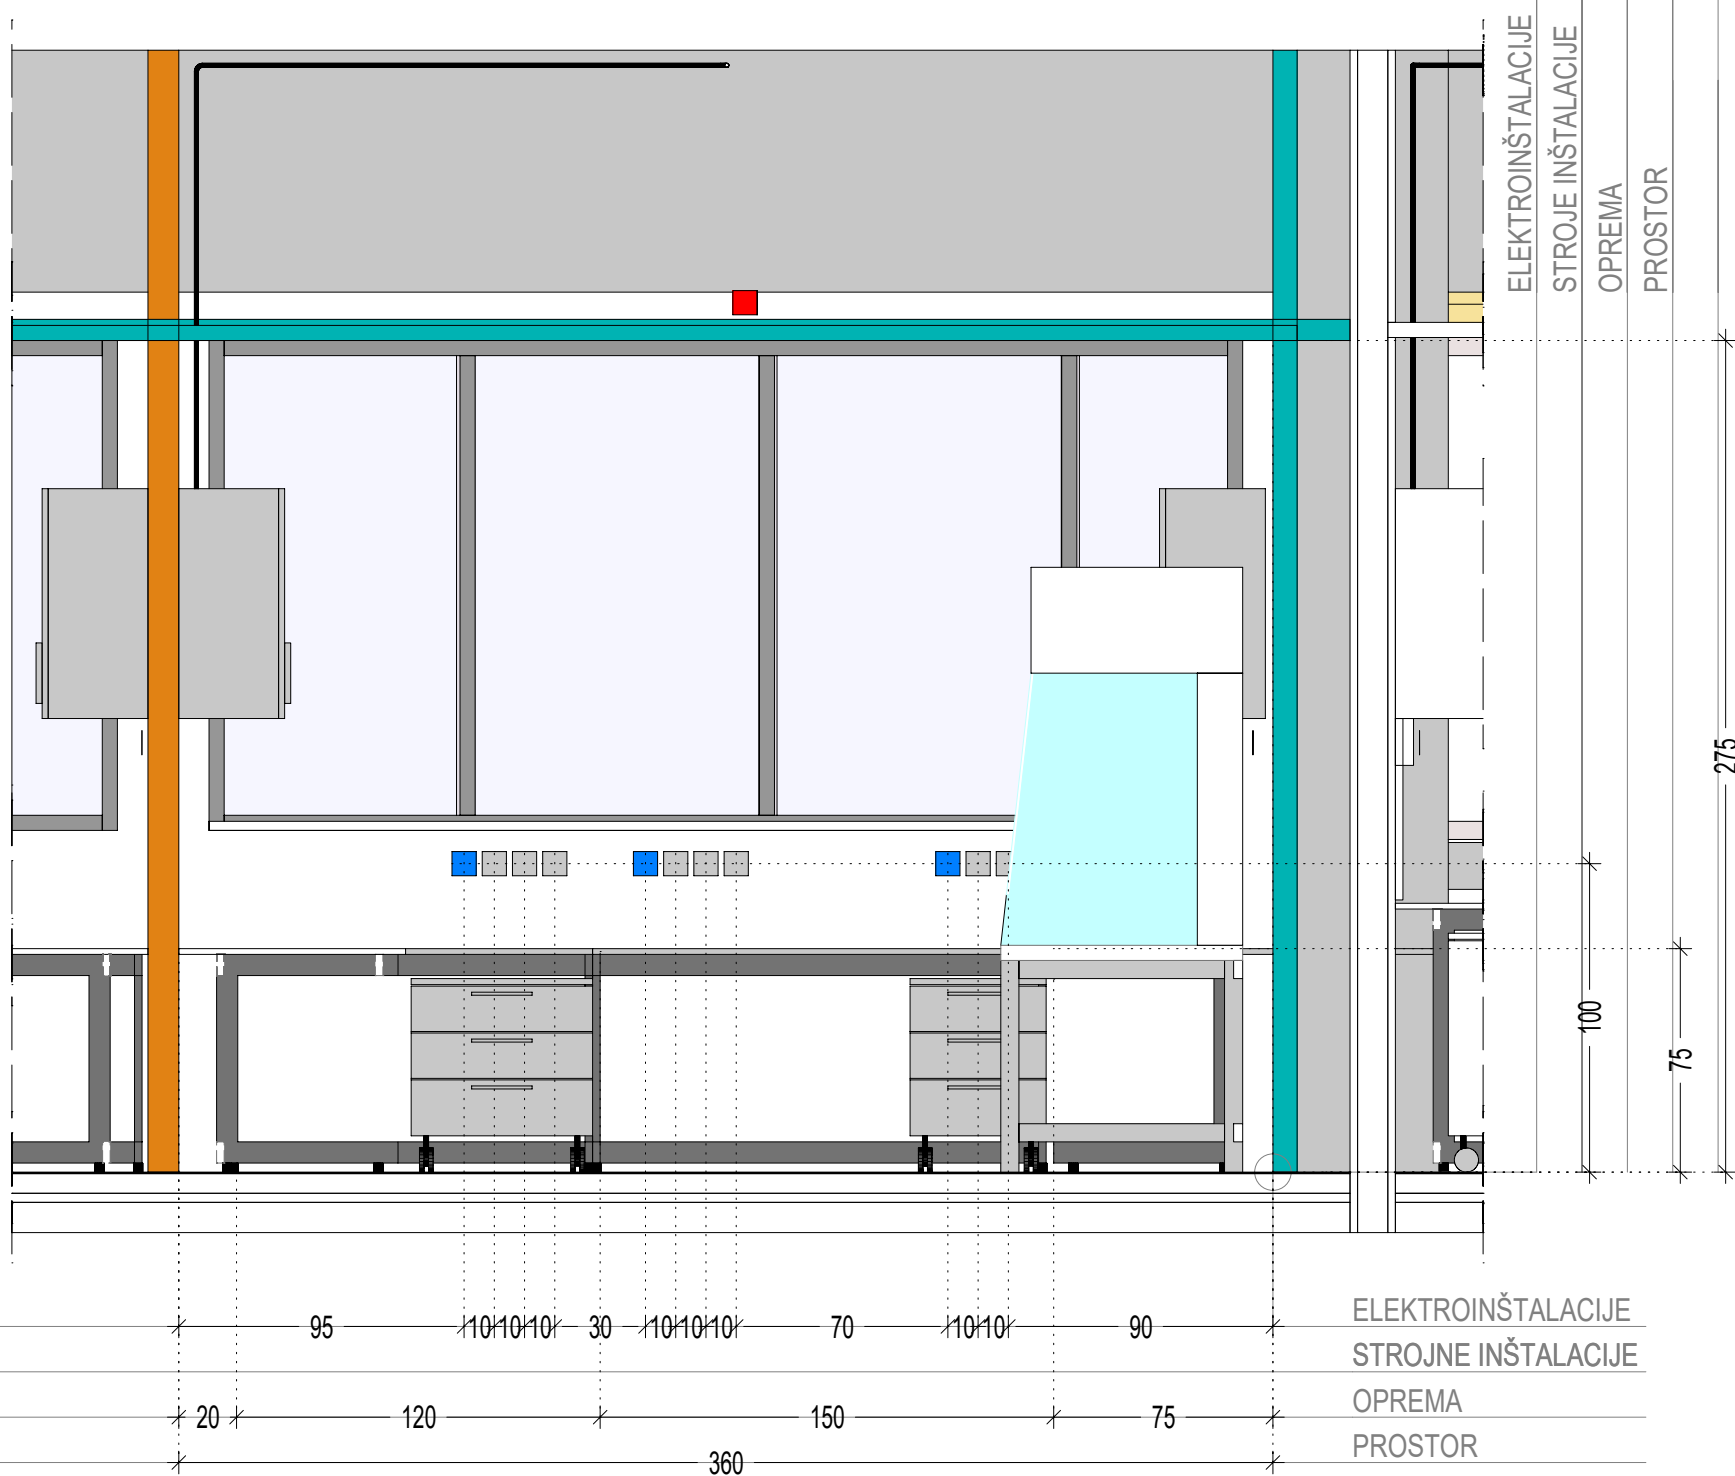 ELEKTROINŠTALACIJE
STROJE INŠTALACIJE
OPREMA
PROSTOR
275
100
75
95 10 10 10 30 10 10 10 70 10 10 90
ELEKTROINŠTALACIJE
STROJNE INŠTALACIJE
20 120 150 75
OPREMA
PROSTOR
360